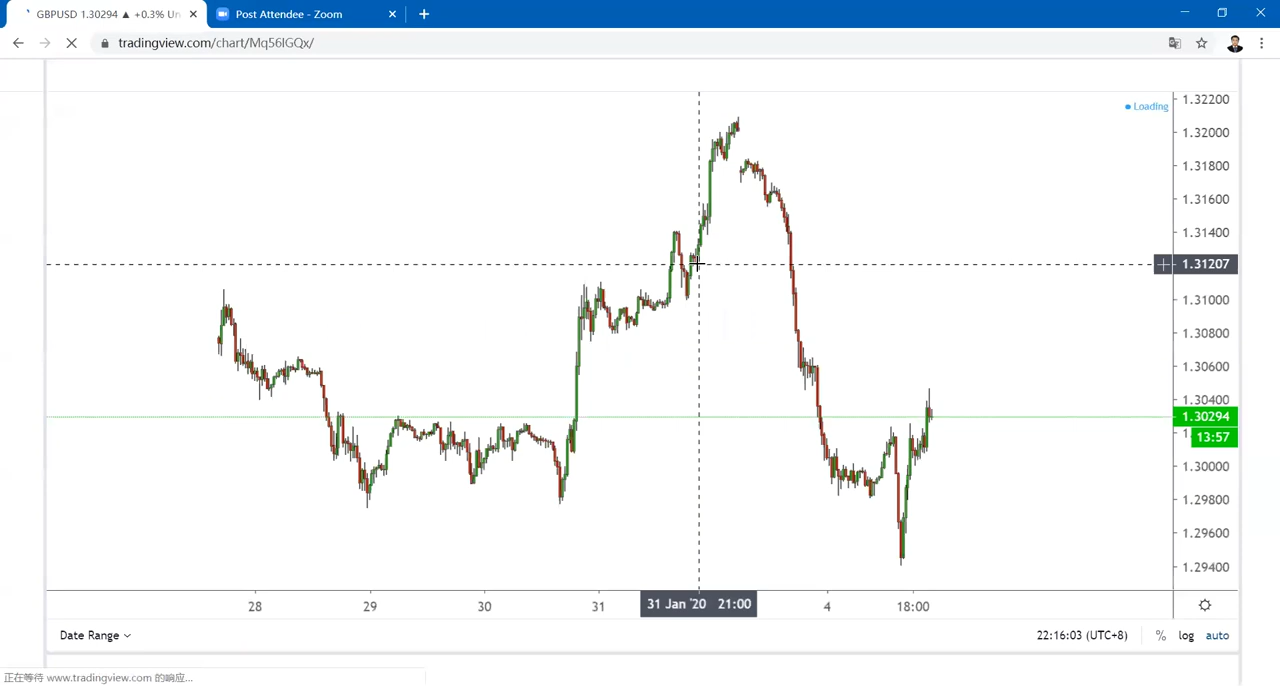 GBPUSD 1.30294 ▲ +0.3% Un
Post Attendee - Zoom
tradingview.com/chart/Mq56lGQx/
Loading
1.32200
1.32000
1.31800
1.31600
1.31400
1.31207
1.31000
1.30800
1.30600
1.30400
1.30294
13:57
1.30000
1.29800
1.29600
1.29400
28
29
30
31
31 Jan '20 21:00
4
18:00
Date Range
22:16:03 (UTC+8)
%
log
auto
正在等待 www.tradingview.com 的响应...